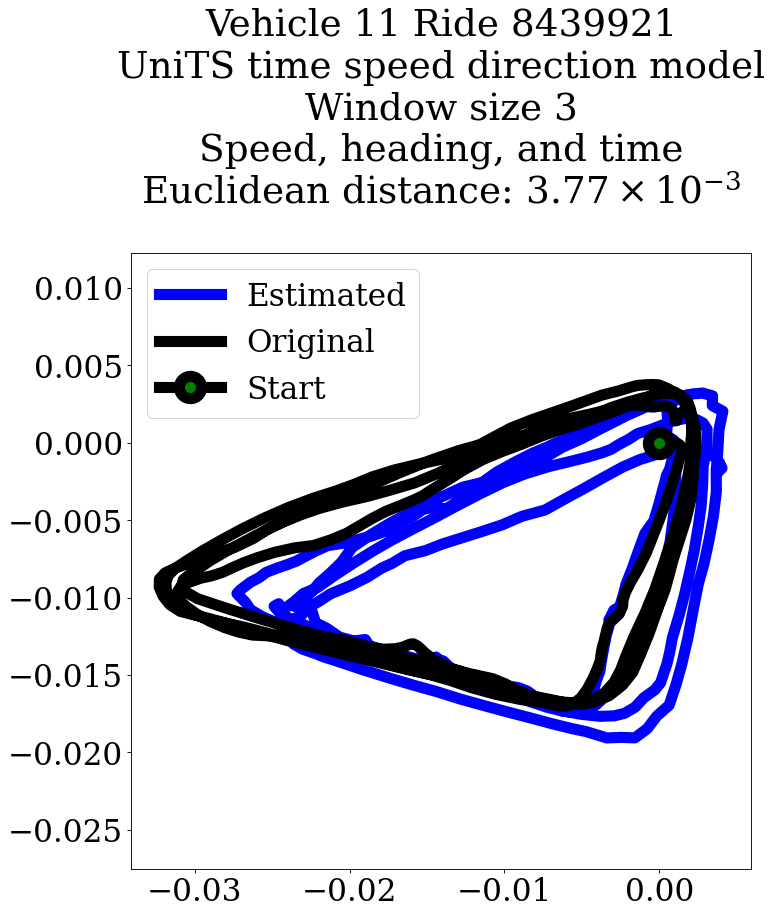 Vehicle 11 Ride 8439921
UniTS time speed direction model
Window size 3
Speed, heading, and time
Euclidean distance: 3.77 × 10⁻³
Estimated
Original
Start
0.010
0.005
0.000
−0.005
−0.010
−0.015
−0.020
−0.025
−0.03 −0.02 −0.01 0.00